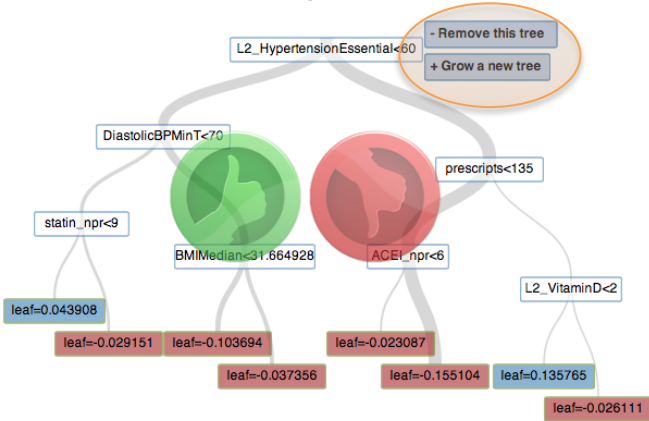 - Remove this tree
L2_HypertensionEssential<60
+ Grow a new tree
DiastolicBPMinT<70
prescripts<135
statin_npr<9
BMIMedian<31.664928
ACEI_npr<6
L2_VitaminD<2
leaf=0.043908
leaf=-0.029151
leaf=-0.103694
leaf=-0.023087
leaf=-0.037356
leaf=-0.155104
leaf=0.135765
leaf=-0.026111